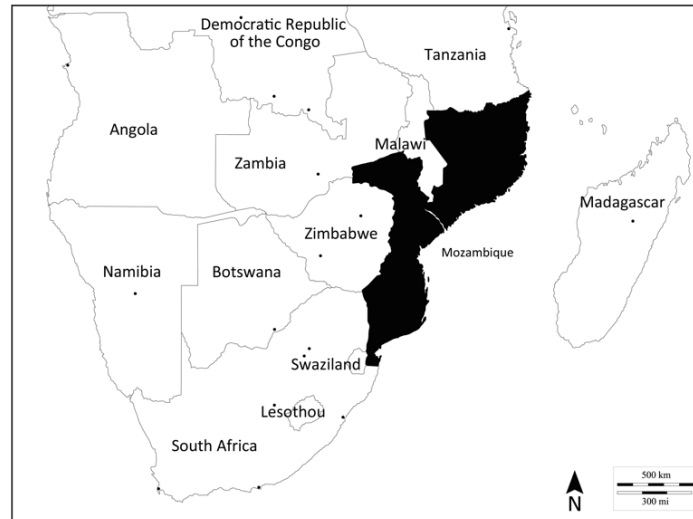 Democratic Republic
of the Congo
Tanzania
Angola
Malawi
Zambia
Madagascar
Zimbabwe
Mozambique
Namibia
Botswana
Swaziland
Lesothou
South Africa
N
500 km
300 mi